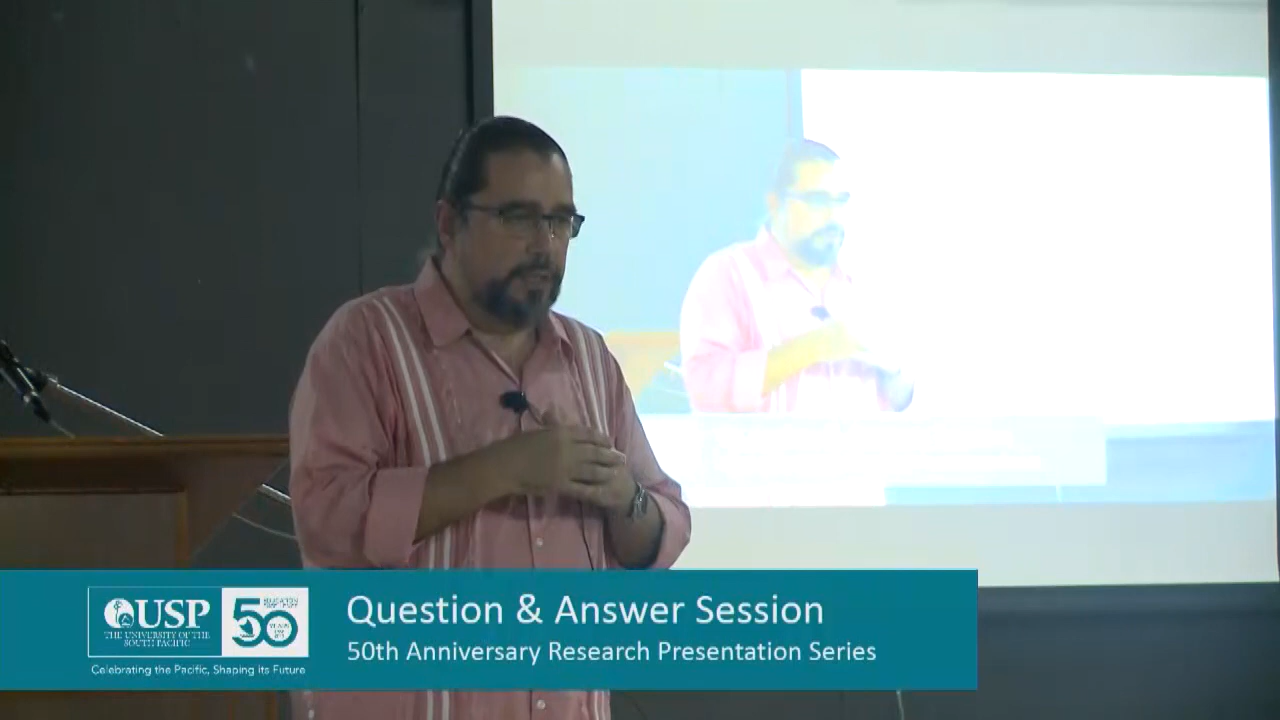 Question & Answer Session
50th Anniversary Research Presentation Series
USP
THE UNIVERSITY OF THE
SOUTH PACIFIC
50
Celebrating the Pacific, Shaping its Future